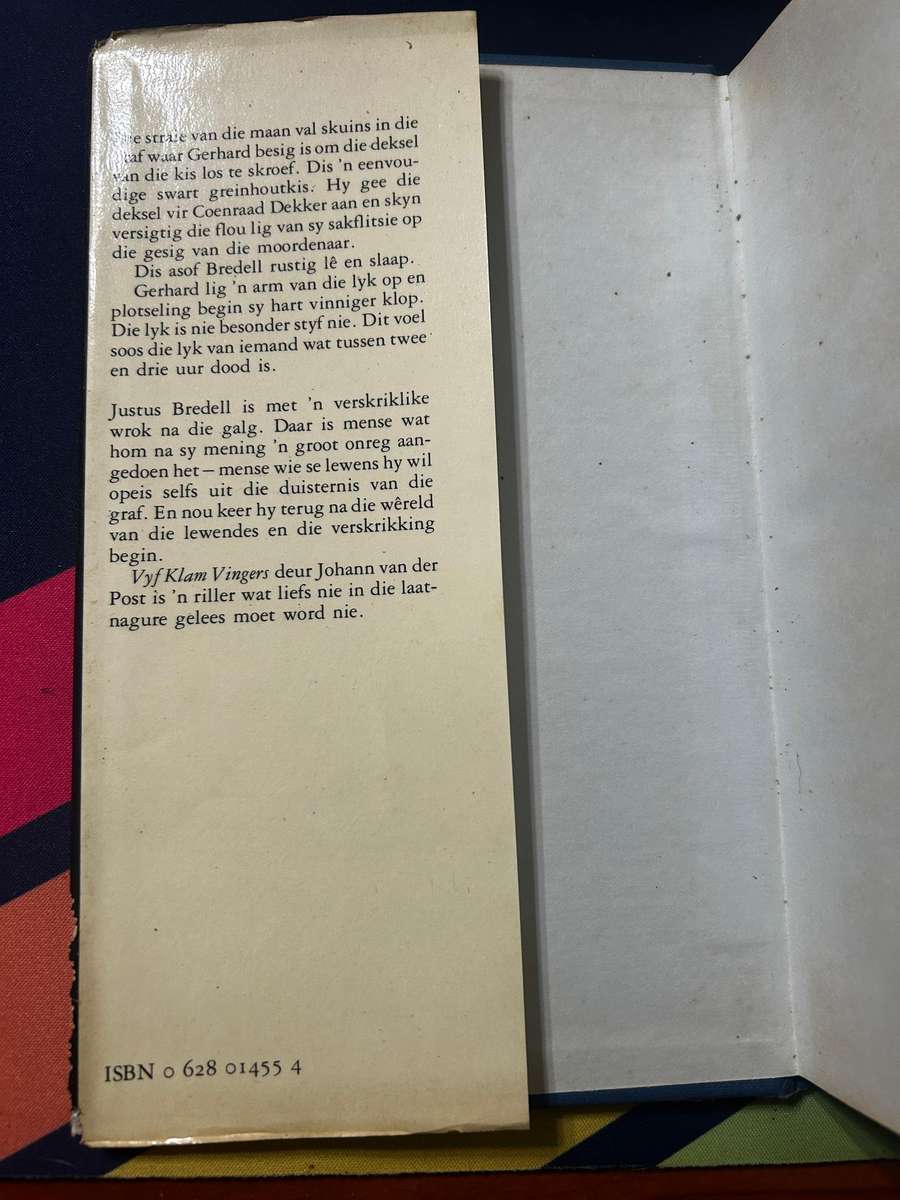 Die strale van die maan val skuins in die
graf waar Gerhard besig is om die deksel
van die kis los te skroef. Dis 'n eenvou-
dige swart greinhoutkis. Hy gee die
deksel vir Coenraad Dekker aan en skyn
versigtig die flou lig van sy sakflitsie op
die gesig van die moordenaar.
Dis asof Bredell rustig lê en slaap.
Gerhard lig 'n arm van die lyk op en
plotseling begin sy hart vinniger klop.
Die lyk is nie besonder styf nie. Dit voel
soos die lyk van iemand wat tussen twee
en drie uur dood is.
Justus Bredell is met 'n verskriklike
wrok na die galg. Daar is mense wat
hom na sy mening 'n groot onreg aan-
gedoen het – mense wie se lewens hy wil
opeis selfs uit die duisternis van die
graf. En nou keer hy terug na die wêreld
van die lewendes en die verskrikking
begin.
Vyf Klam Vingers deur Johann van der
Post is 'n riller wat liefs nie in die laat-
nagure gelees moet word nie.
ISBN 0 628 01455 4